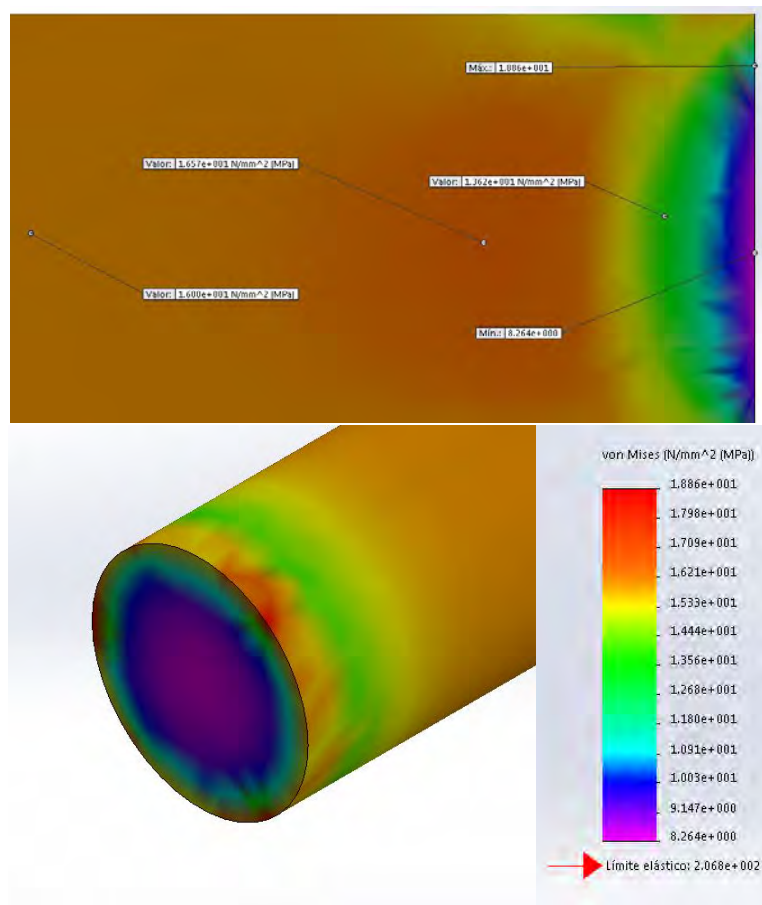 Máx.: 1.886e+001
Valor: 1.657e+001 N/mm^2 (MPa)
Valor: 1.362e+001 N/mm^2 (MPa)
Valor: 1.600e+001 N/mm^2 (MPa)
Mín.: 8.264e+000
von Mises (N/mm^2 (MPa))
1.886e+001
1.798e+001
1.709e+001
1.621e+001
1.533e+001
1.444e+001
1.356e+001
1.268e+001
1.180e+001
1.091e+001
1.003e+001
9.147e+000
8.264e+000
Límite elástico: 2.068e+002